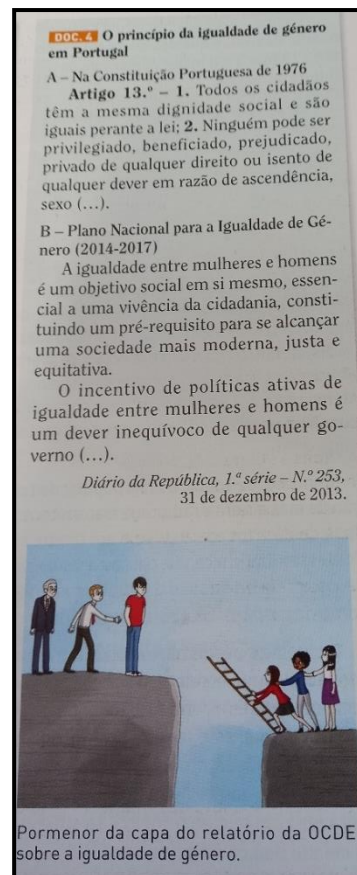 DOC. 4 O princípio da igualdade de género
em Portugal
A – Na Constituição Portuguesa de 1976
Artigo 13.º – 1. Todos os cidadãos
têm a mesma dignidade social e são
iguais perante a lei; 2. Ninguém pode ser
privilegiado, beneficiado, prejudicado,
privado de qualquer direito ou isento de
qualquer dever em razão de ascendência,
sexo (...).
B – Plano Nacional para a Igualdade de Gé-
nero (2014-2017)
A igualdade entre mulheres e homens
é um objetivo social em si mesmo, essen-
cial a uma vivência da cidadania, consti-
tuindo um pré-requisito para se alcançar
uma sociedade mais moderna, justa e
equitativa.
O incentivo de políticas ativas de
igualdade entre mulheres e homens é
um dever inequívoco de qualquer go-
verno (...).
Diário da República, 1.ª série – N.º 253,
31 de dezembro de 2013.
Pormenor da capa do relatório da OCDE
sobre a igualdade de género.